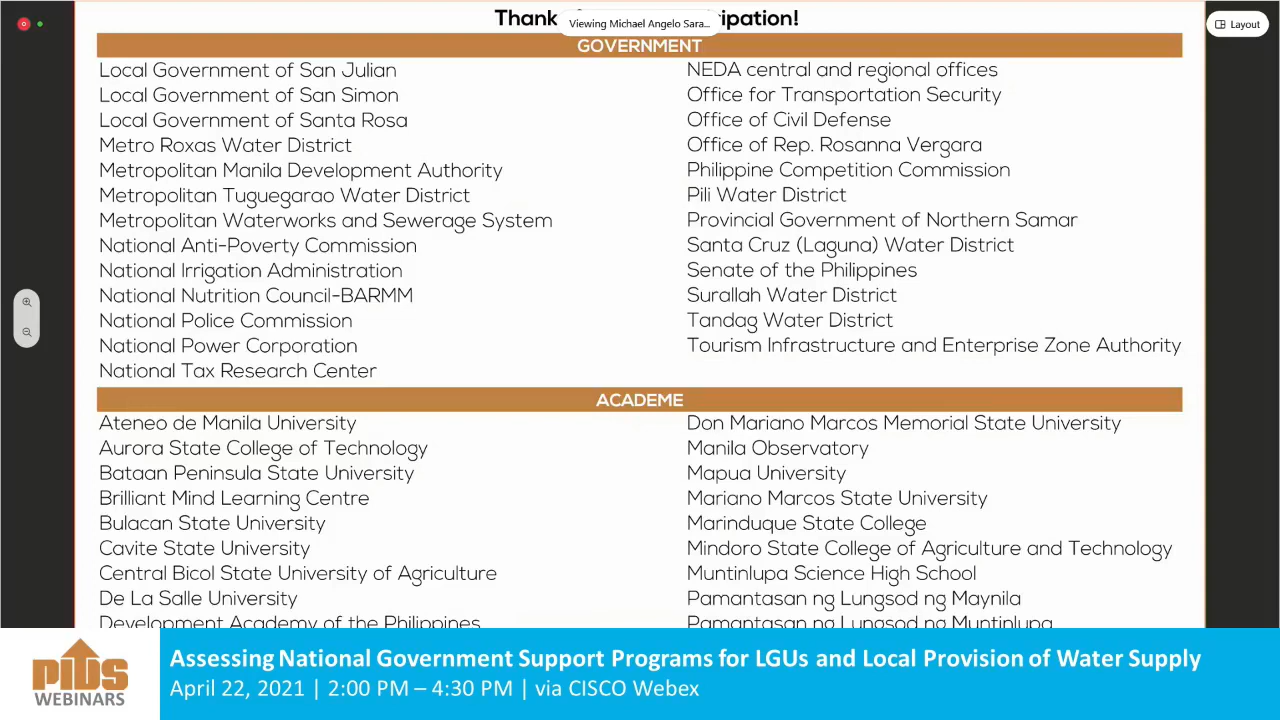 Thank
Viewing Michael Angelo Sara...
ipation!
Layout
GOVERNMENT
Local Government of San Julian
Local Government of San Simon
Local Government of Santa Rosa
Metro Roxas Water District
Metropolitan Manila Development Authority
Metropolitan Tuguegarao Water District
Metropolitan Waterworks and Sewerage System
National Anti-Poverty Commission
National Irrigation Administration
National Nutrition Council-BARMM
National Police Commission
National Power Corporation
National Tax Research Center
NEDA central and regional offices
Office for Transportation Security
Office of Civil Defense
Office of Rep. Rosanna Vergara
Philippine Competition Commission
Pili Water District
Provincial Government of Northern Samar
Santa Cruz (Laguna) Water District
Senate of the Philippines
Surallah Water District
Tandag Water District
Tourism Infrastructure and Enterprise Zone Authority
ACADEME
Ateneo de Manila University
Aurora State College of Technology
Bataan Peninsula State University
Brilliant Mind Learning Centre
Bulacan State University
Cavite State University
Central Bicol State University of Agriculture
De La Salle University
Development Academy of the Philippines
Don Mariano Marcos Memorial State University
Manila Observatory
Mapua University
Mariano Marcos State University
Marinduque State College
Mindoro State College of Agriculture and Technology
Muntinlupa Science High School
Pamantasan ng Lungsod ng Maynila
Pamantasan ng Lungsod ng Muntinlupa
PIDS
WEBINARS
Assessing National Government Support Programs for LGUs and Local Provision of Water Supply
April 22, 2021 | 2:00 PM – 4:30 PM | via CISCO Webex